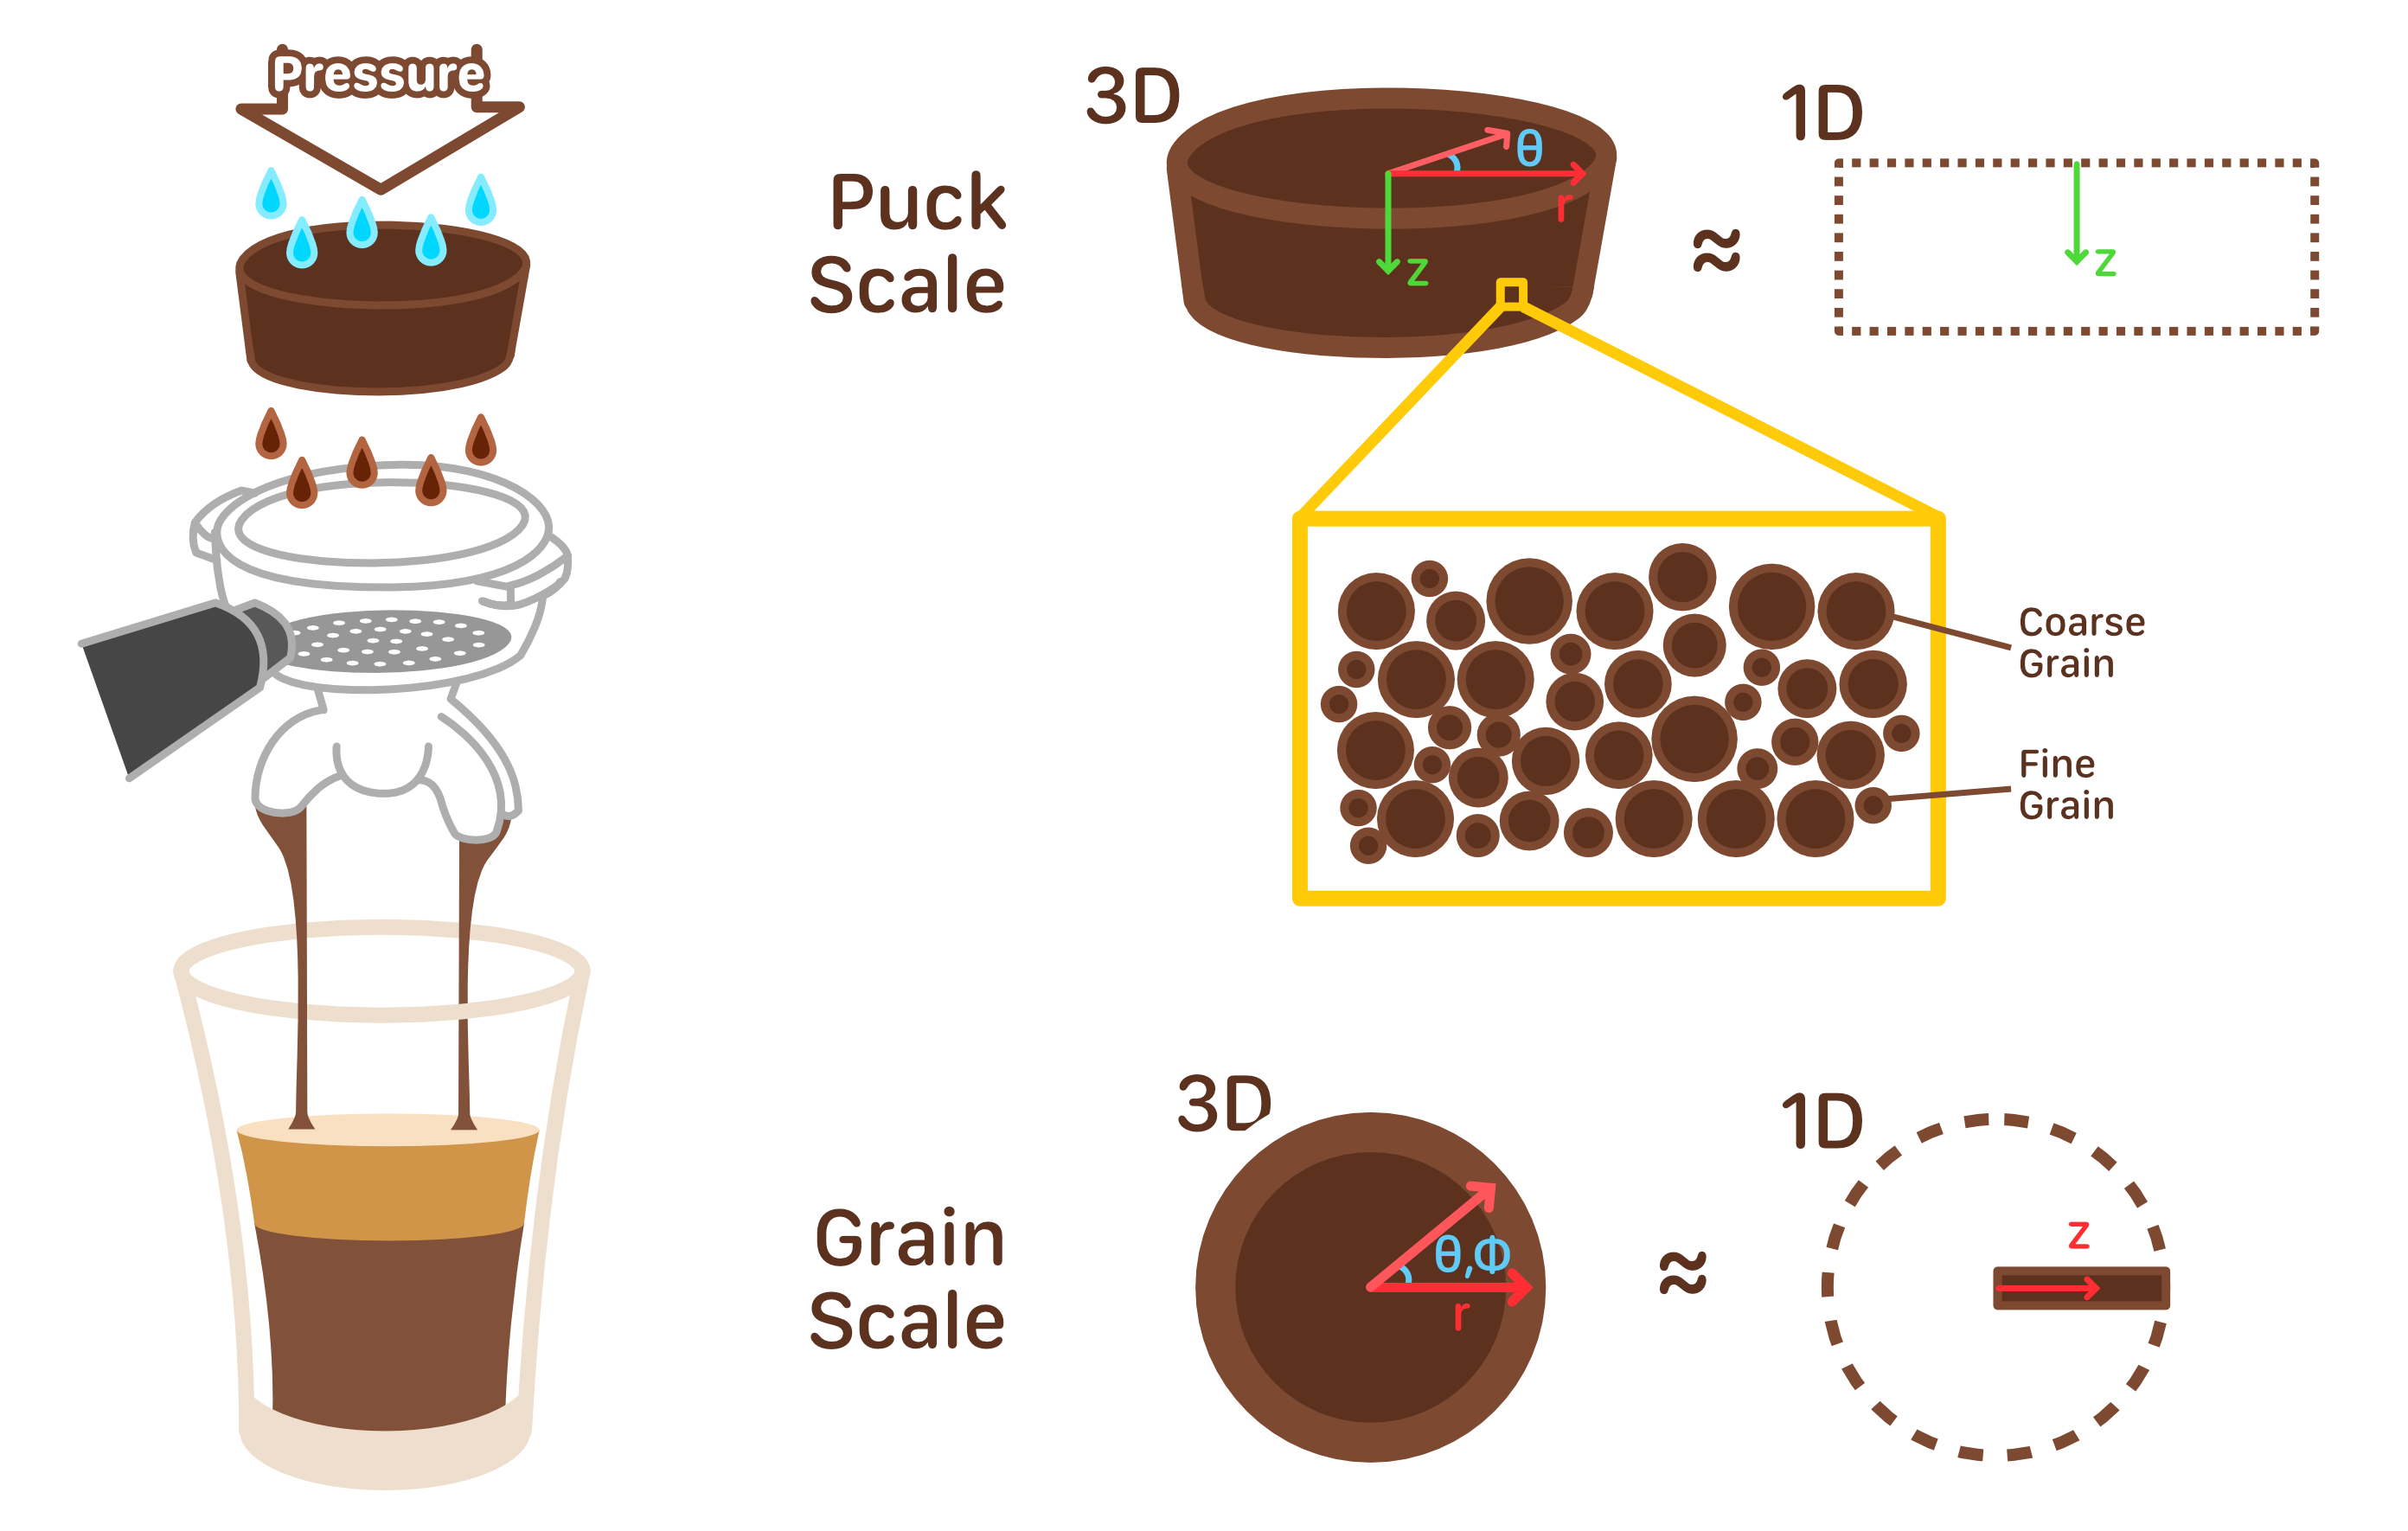 Pressure
Puck
Scale
3D
θ
r
z
≈
1D
z
Coarse
Grain
Fine
Grain
Grain
Scale
3D
θ,Φ
r
≈
1D
z